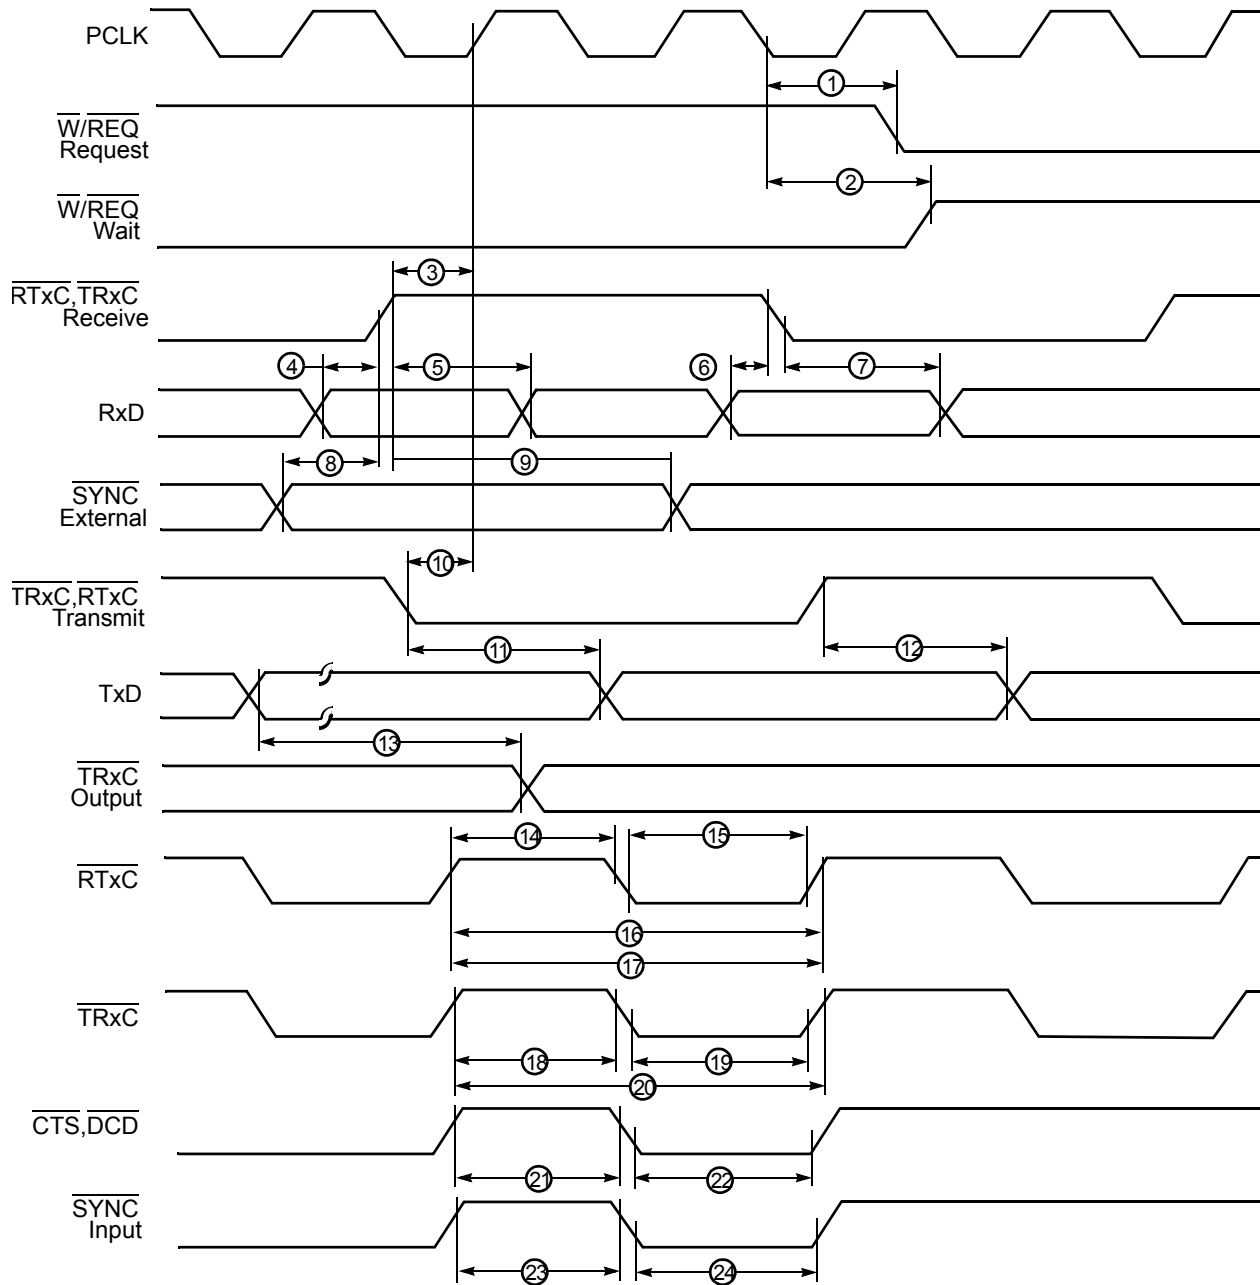 PCLK
1
W/REQ
Request
2
W/REQ
Wait
3
RTxC,TRxC
Receive
4
5
6
7
RxD
8
9
SYNC
External
10
TRxC,RTxC
Transmit
11
12
TxD
13
TRxC
Output
14
15
RTxC
16
17
TRxC
18
19
20
CTS,DCD
21
22
SYNC
Input
23
24